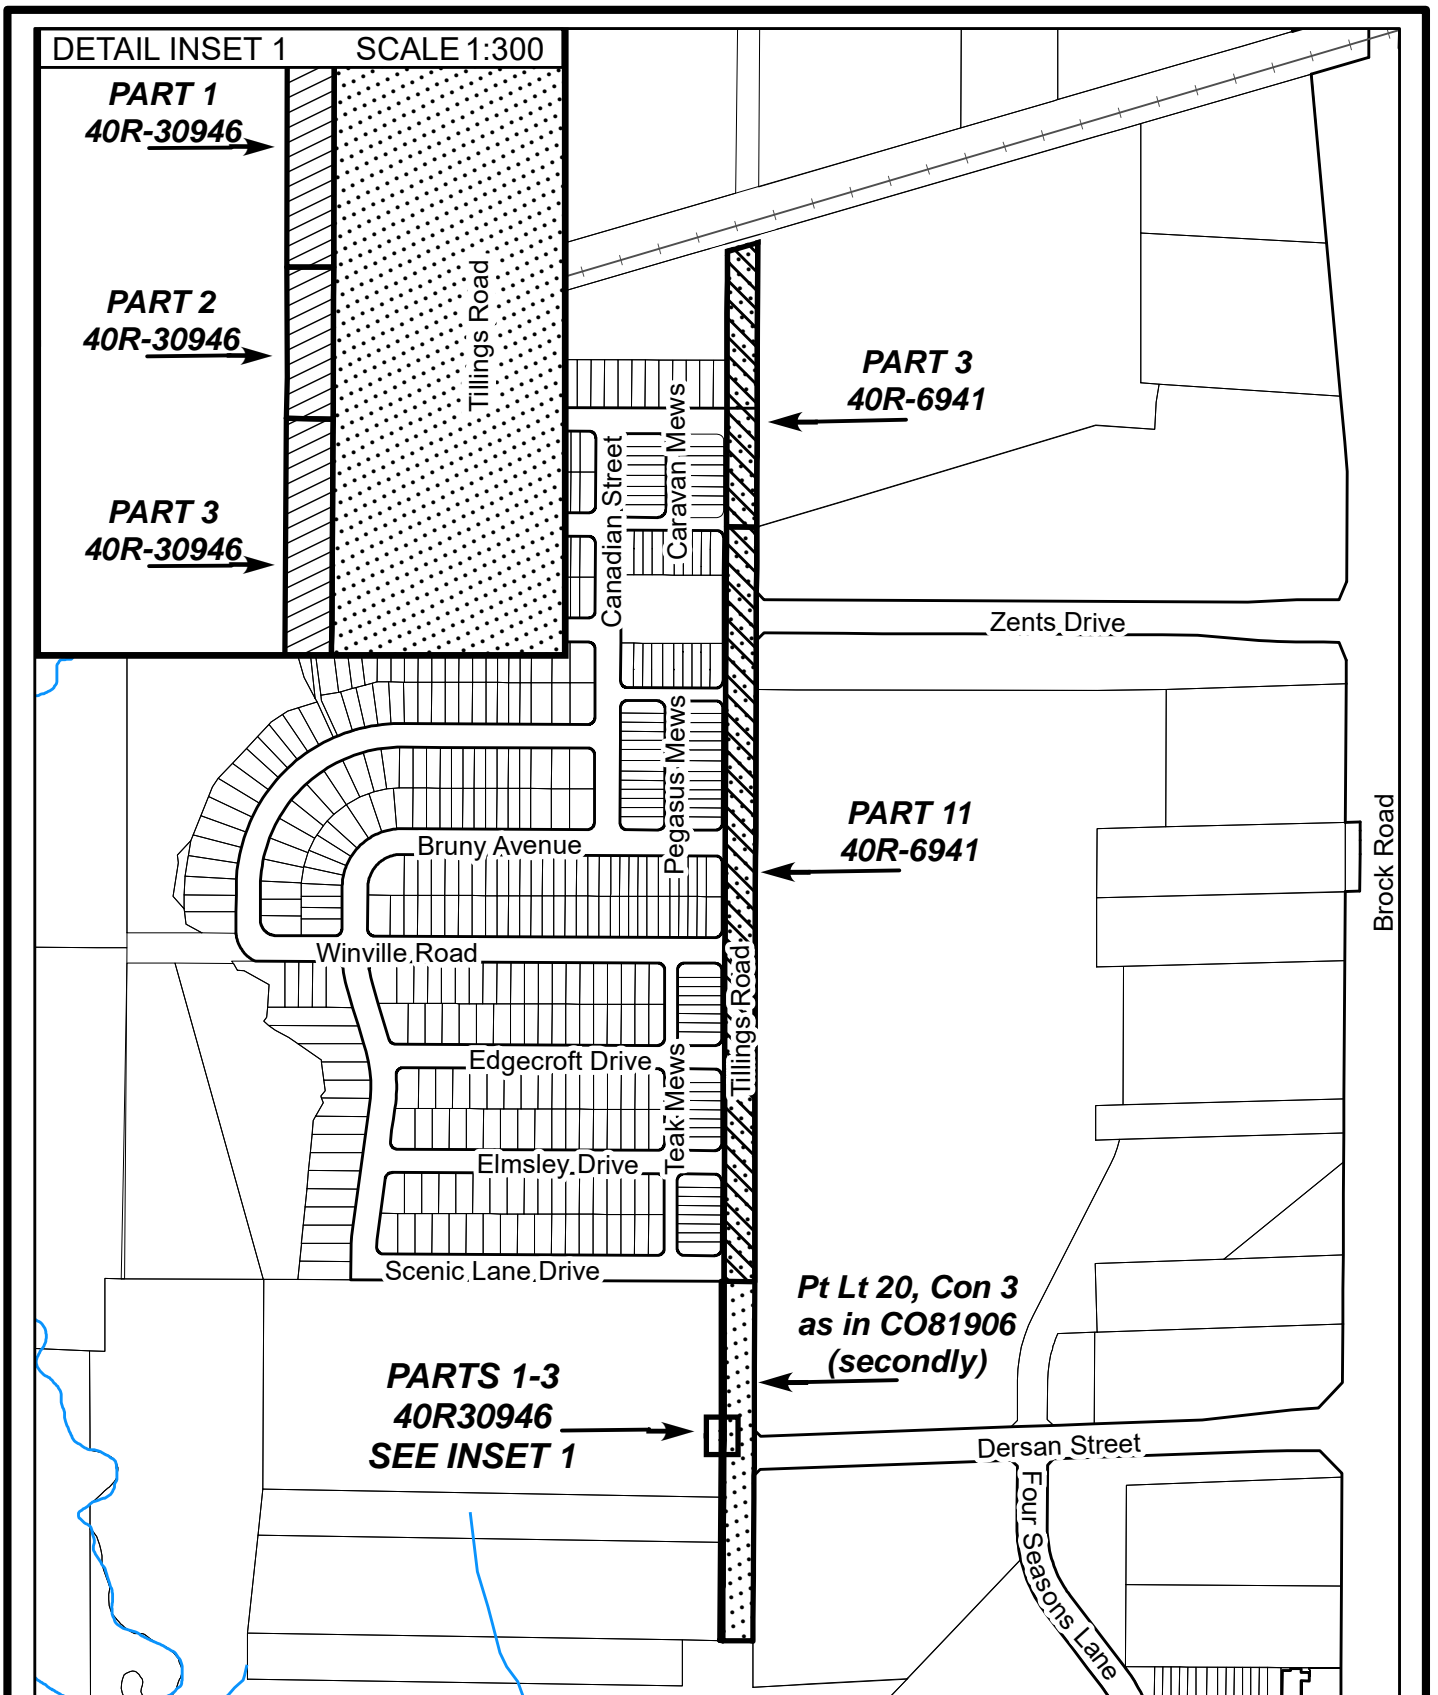 DETAIL INSET 1 SCALE 1:300
PART 1
40R-30946
PART 2
40R-30946
PART 3
40R-30946
Tillings Road
PART 3
40R-6941
Canadian Street
Caravan Mews
Zents Drive
Pegasus Mews
PART 11
40R-6941
Brock Road
Bruny Avenue
Winville Road
Tillings Road
Edgecroft Drive
Teak Mews
Elmsley Drive
Scenic Lane Drive
Pt Lt 20, Con 3
as in CO81906
(secondly)
PARTS 1-3
40R30946
SEE INSET 1
Dersan Street
Four Seasons Lane